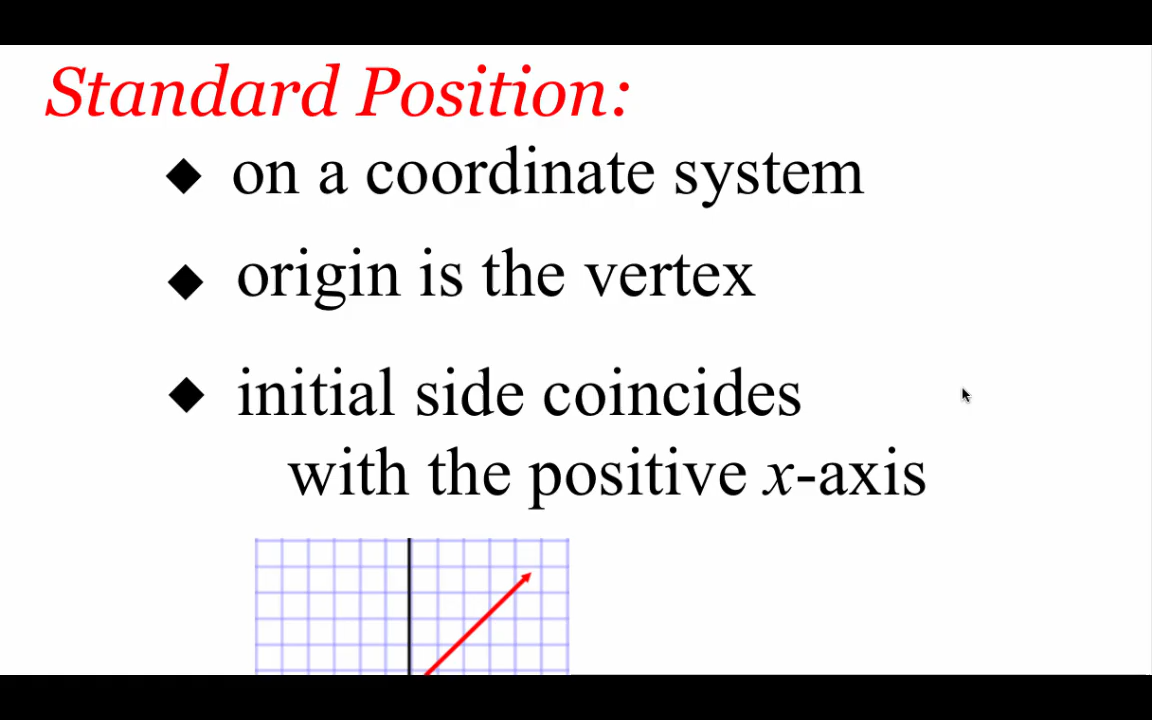 Standard Position:
◆ on a coordinate system
◆ origin is the vertex
◆ initial side coincides
with the positive x-axis